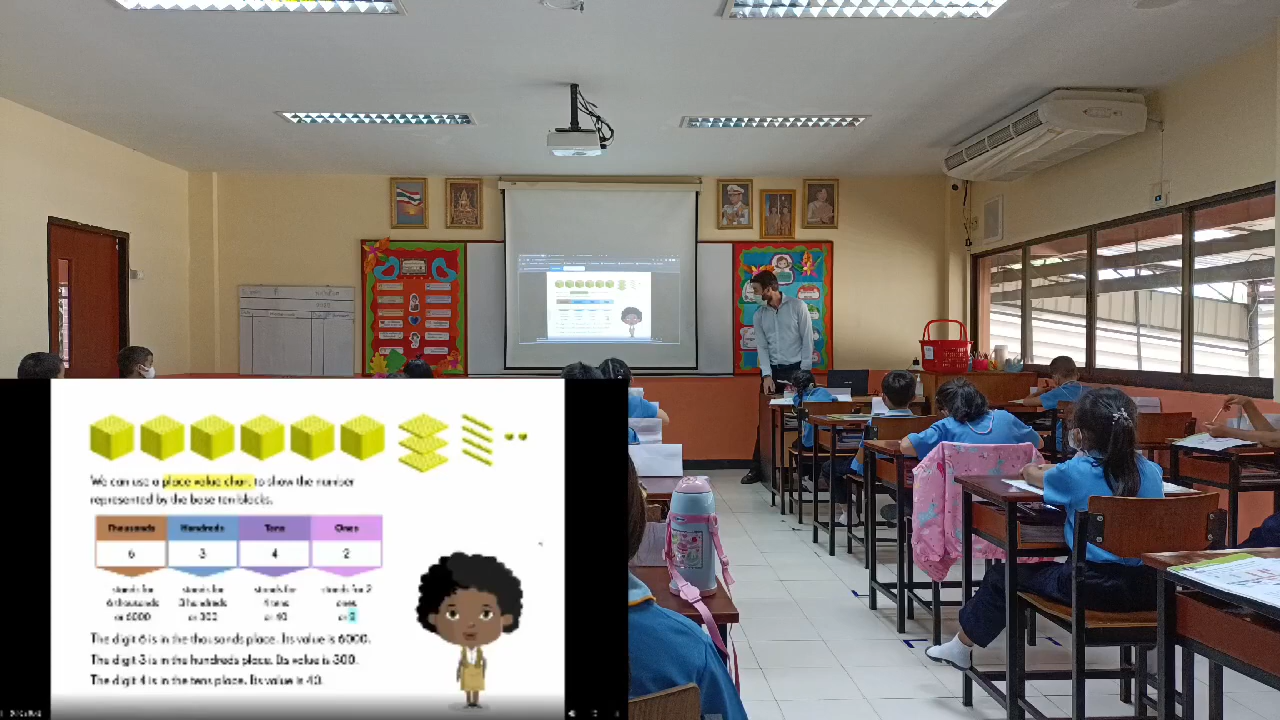 We can use a place value chart to show the number
represented by the base ten blocks.
Thousands Hundreds Tens Ones
6 3 4 2
stands for stands for stands for stands for 2
6 thousands 3 hundreds 4 tens ones
or 6000 or 300 or 40 or 2
The digit 6 is in the thousands place. Its value is 6000.
The digit 3 is in the hundreds place. Its value is 300.
The digit 4 is in the tens place. Its value is 40.